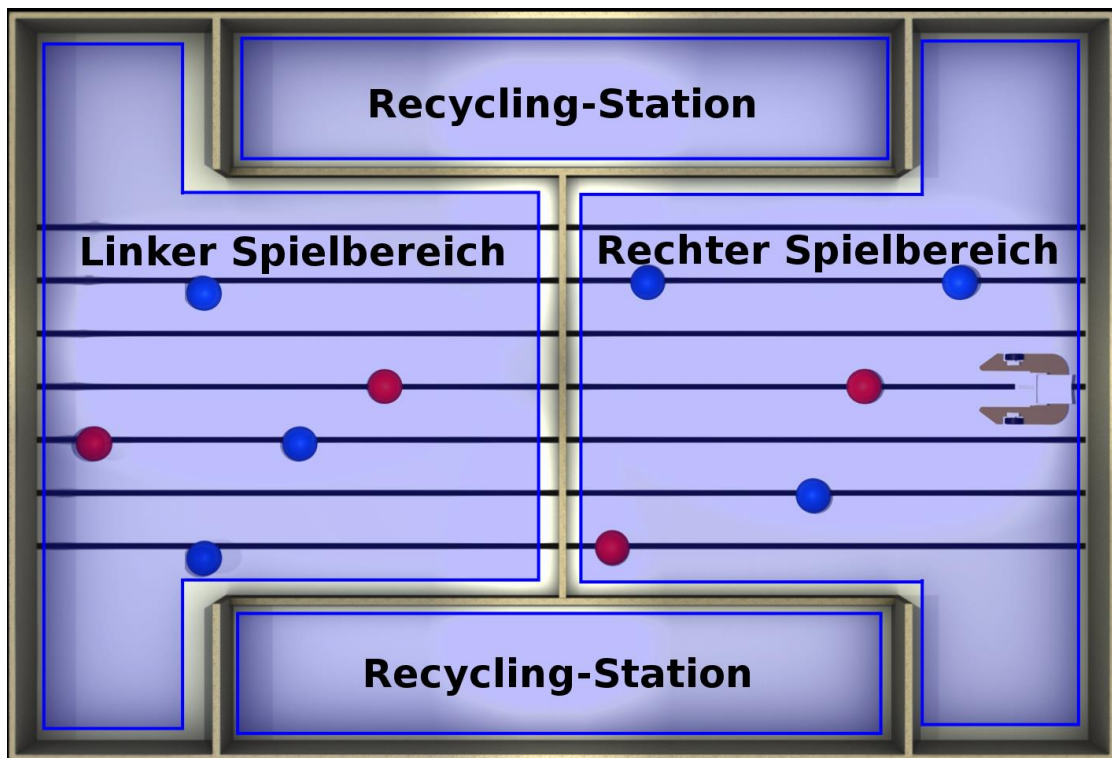 Recycling-Station
Linker Spielbereich
Rechter Spielbereich
Recycling-Station